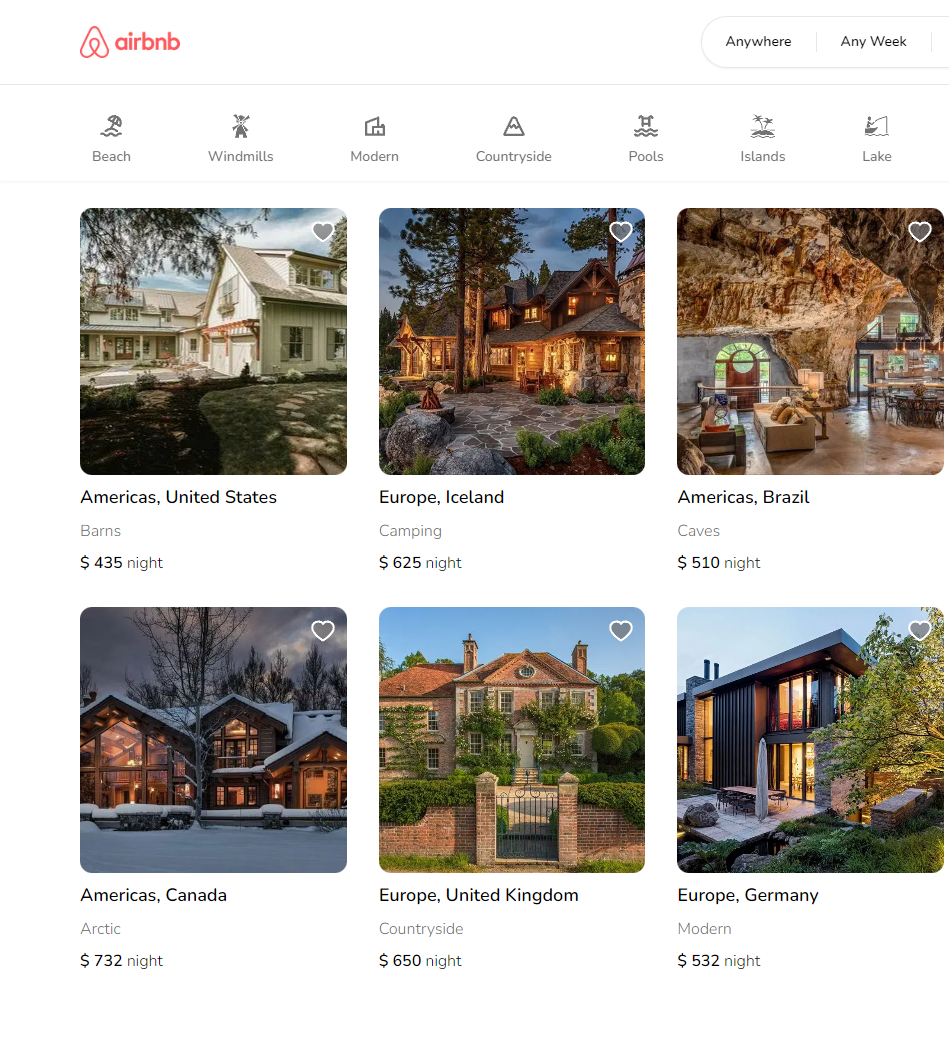 airbnb
Anywhere
Any Week
Beach
Windmills
Modern
Countryside
Pools
Islands
Lake
Americas, United States
Barns
$ 435 night
Europe, Iceland
Camping
$ 625 night
Americas, Brazil
Caves
$ 510 night
Americas, Canada
Arctic
$ 732 night
Europe, United Kingdom
Countryside
$ 650 night
Europe, Germany
Modern
$ 532 night